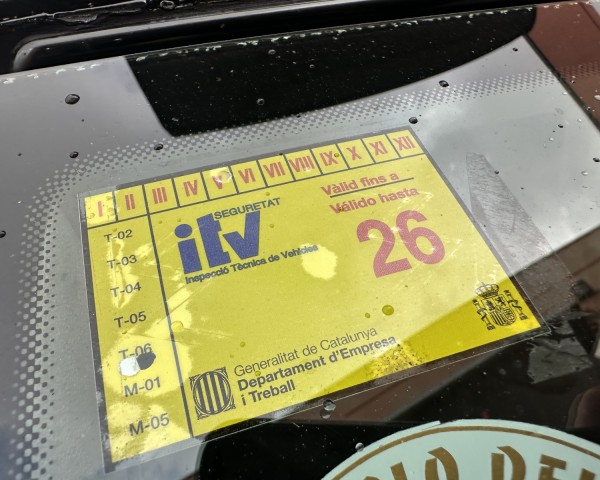 I II III IV V VI VII VIII IX X XI XII
T-02
T-03
T-04
T-05
T-06
M-01
M-05
SEGURETAT
itv
Inspecció Tècnica de Vehicles
Vàlid fins a
Válido hasta
26
Generalitat de Catalunya
Departament d'Empresa
i Treball